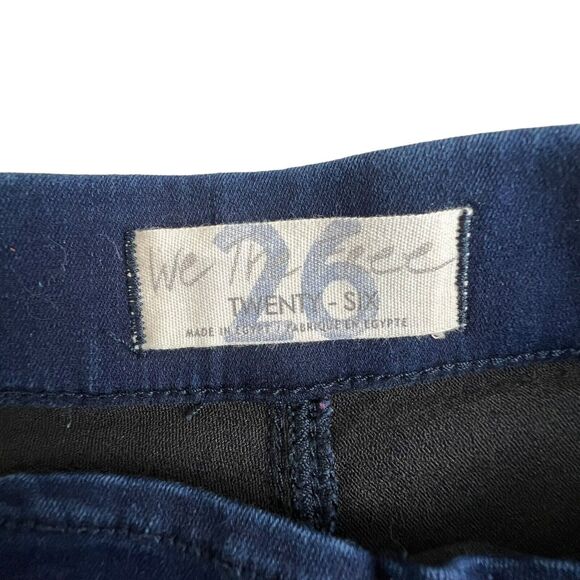 We The Free
26
TWENTY - SIX
MADE IN EGYPT / FABRIQUE EN EGYPTE